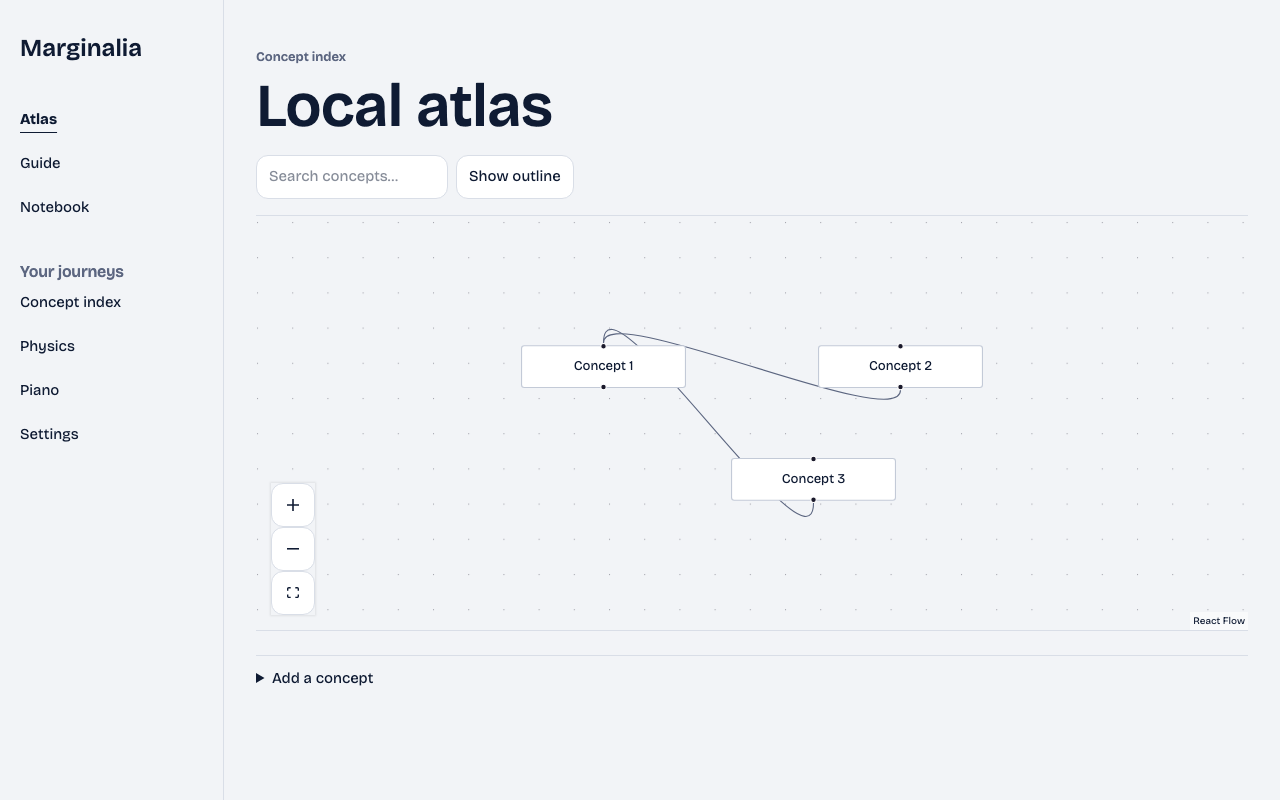 Marginalia
Atlas
Guide
Notebook
Your journeys
Concept index
Physics
Piano
Settings
Concept index
Local atlas
Search concepts...
Show outline
Concept 1
Concept 2
Concept 3
React Flow
Add a concept